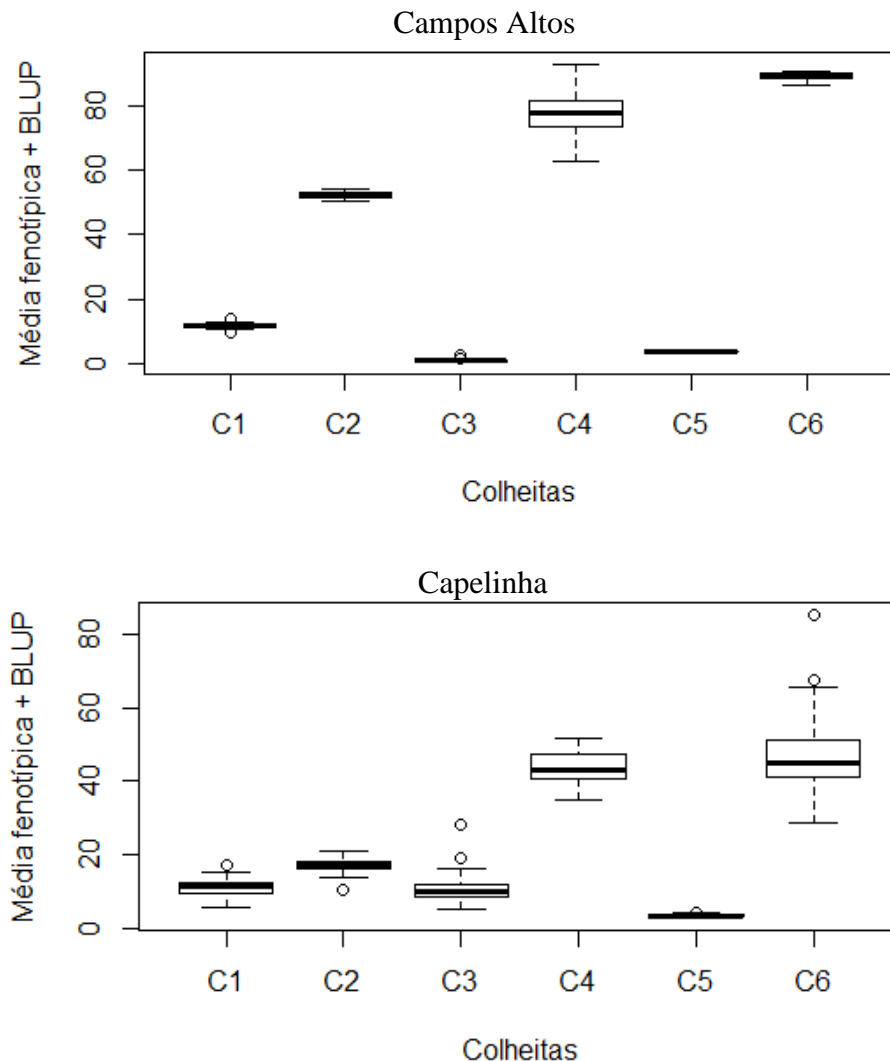 Campos Altos
Média fenotípica + BLUP
80
60
40
20
0
C1 C2 C3 C4 C5 C6
Colheitas
Capelinha
Média fenotípica + BLUP
80
60
40
20
0
C1 C2 C3 C4 C5 C6
Colheitas